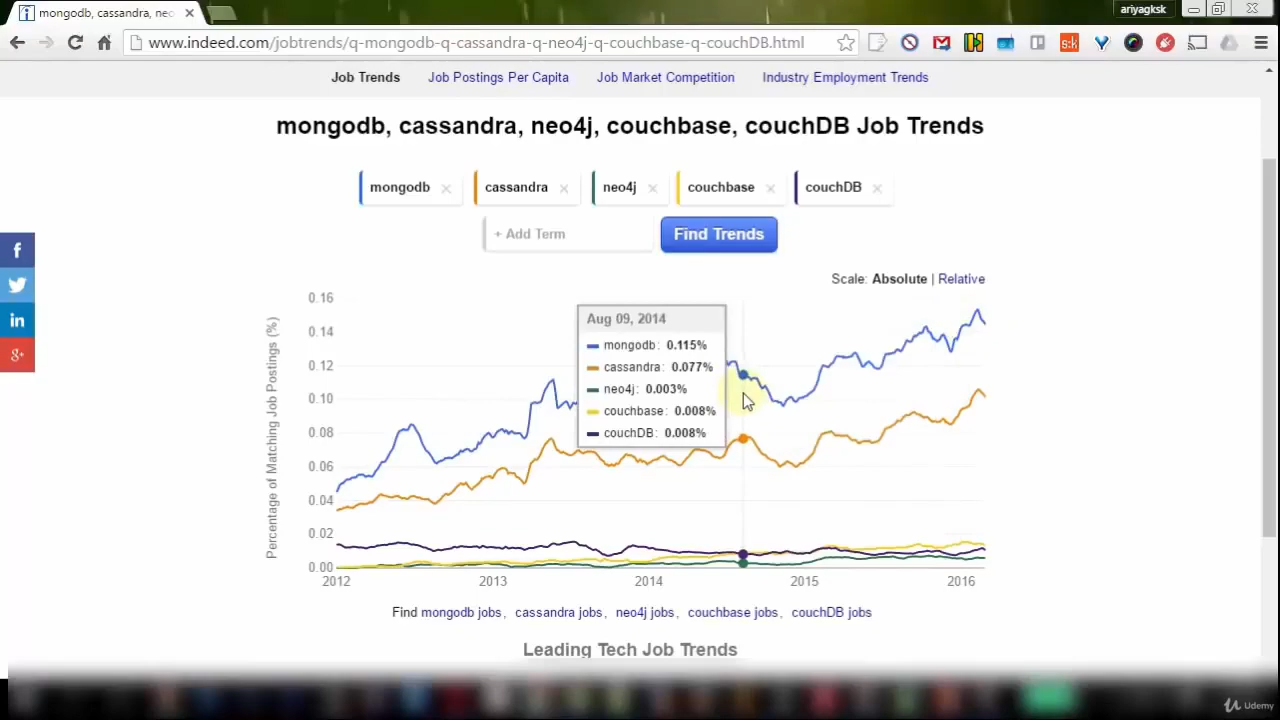 mongodb, cassandra, nec
ariyagksk
www.indeed.com/jobtrends/q-mongodb-q-cassandra-q-neo4j-q-couchbase-q-couchDB.html
Job Trends Job Postings Per Capita Job Market Competition Industry Employment Trends
mongodb, cassandra, neo4j, couchbase, couchDB Job Trends
mongodb cassandra neo4j couchbase couchDB
+ Add Term Find Trends
Scale: Absolute | Relative
Percentage of Matching Job Postings (%)
0.16
0.14
0.12
0.10
0.08
0.06
0.04
0.02
0.00
Aug 09, 2014
mongodb: 0.115%
cassandra: 0.077%
neo4j: 0.003%
couchbase: 0.008%
couchDB: 0.008%
2012 2013 2014 2015 2016
Find mongodb jobs, cassandra jobs, neo4j jobs, couchbase jobs, couchDB jobs
Leading Tech Job Trends
Udemy